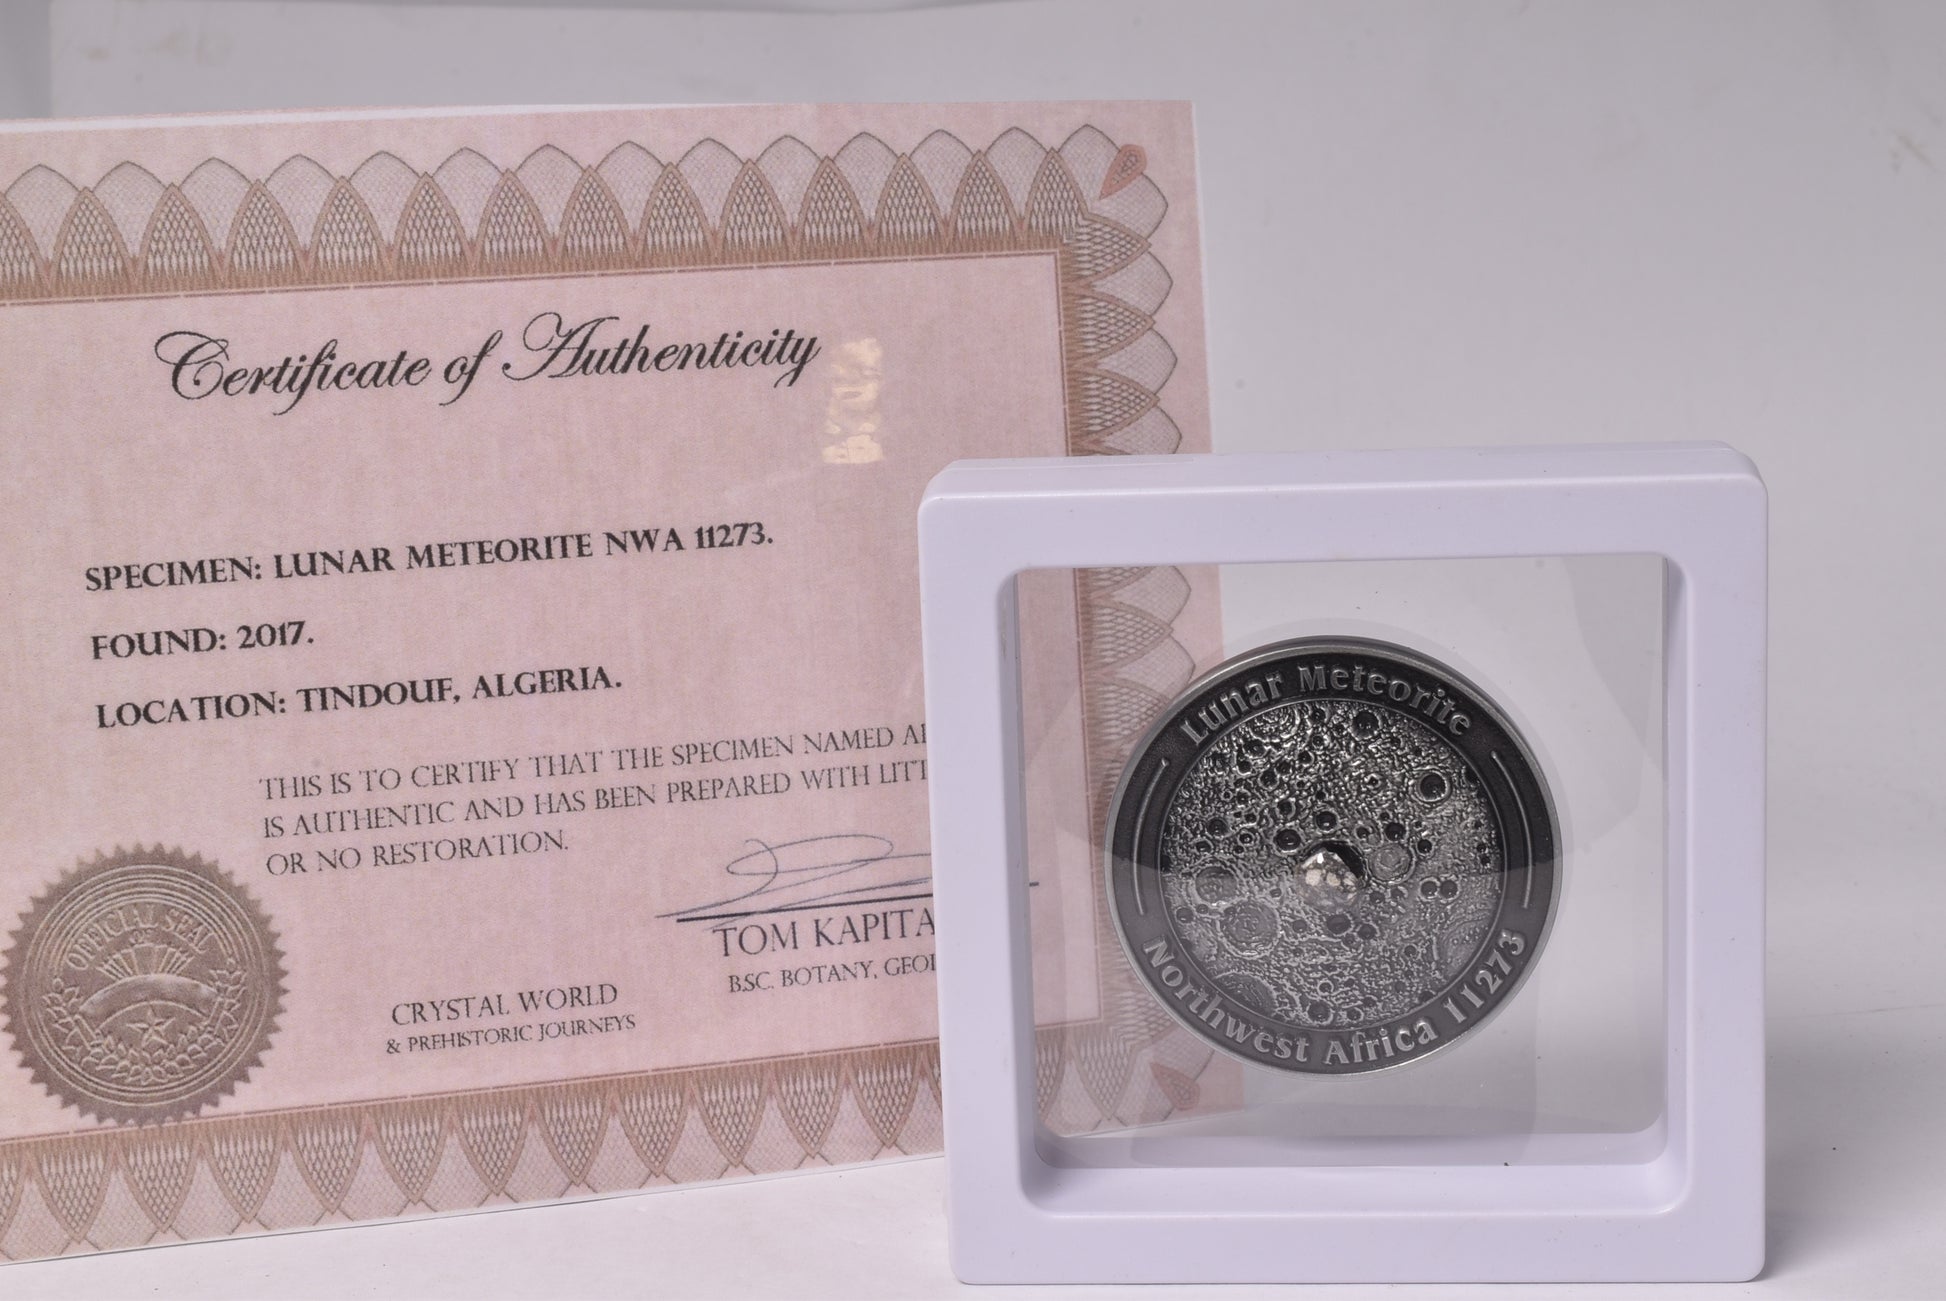 Certificate of Authenticity
SPECIMEN: LUNAR METEORITE NWA 11273.
FOUND: 2017.
LOCATION: TINDOUF, ALGERIA.
THIS IS TO CERTIFY THAT THE SPECIMEN NAMED
IS AUTHENTIC AND HAS BEEN PREPARED WITH
OR NO RESTORATION.
TOM
B.SC. BOTANY,
CRYSTAL WORLD
& PREHISTORIC JOURNEYS
OFFICIAL SEAL
Lunar Meteorite
Northwest Africa 11273